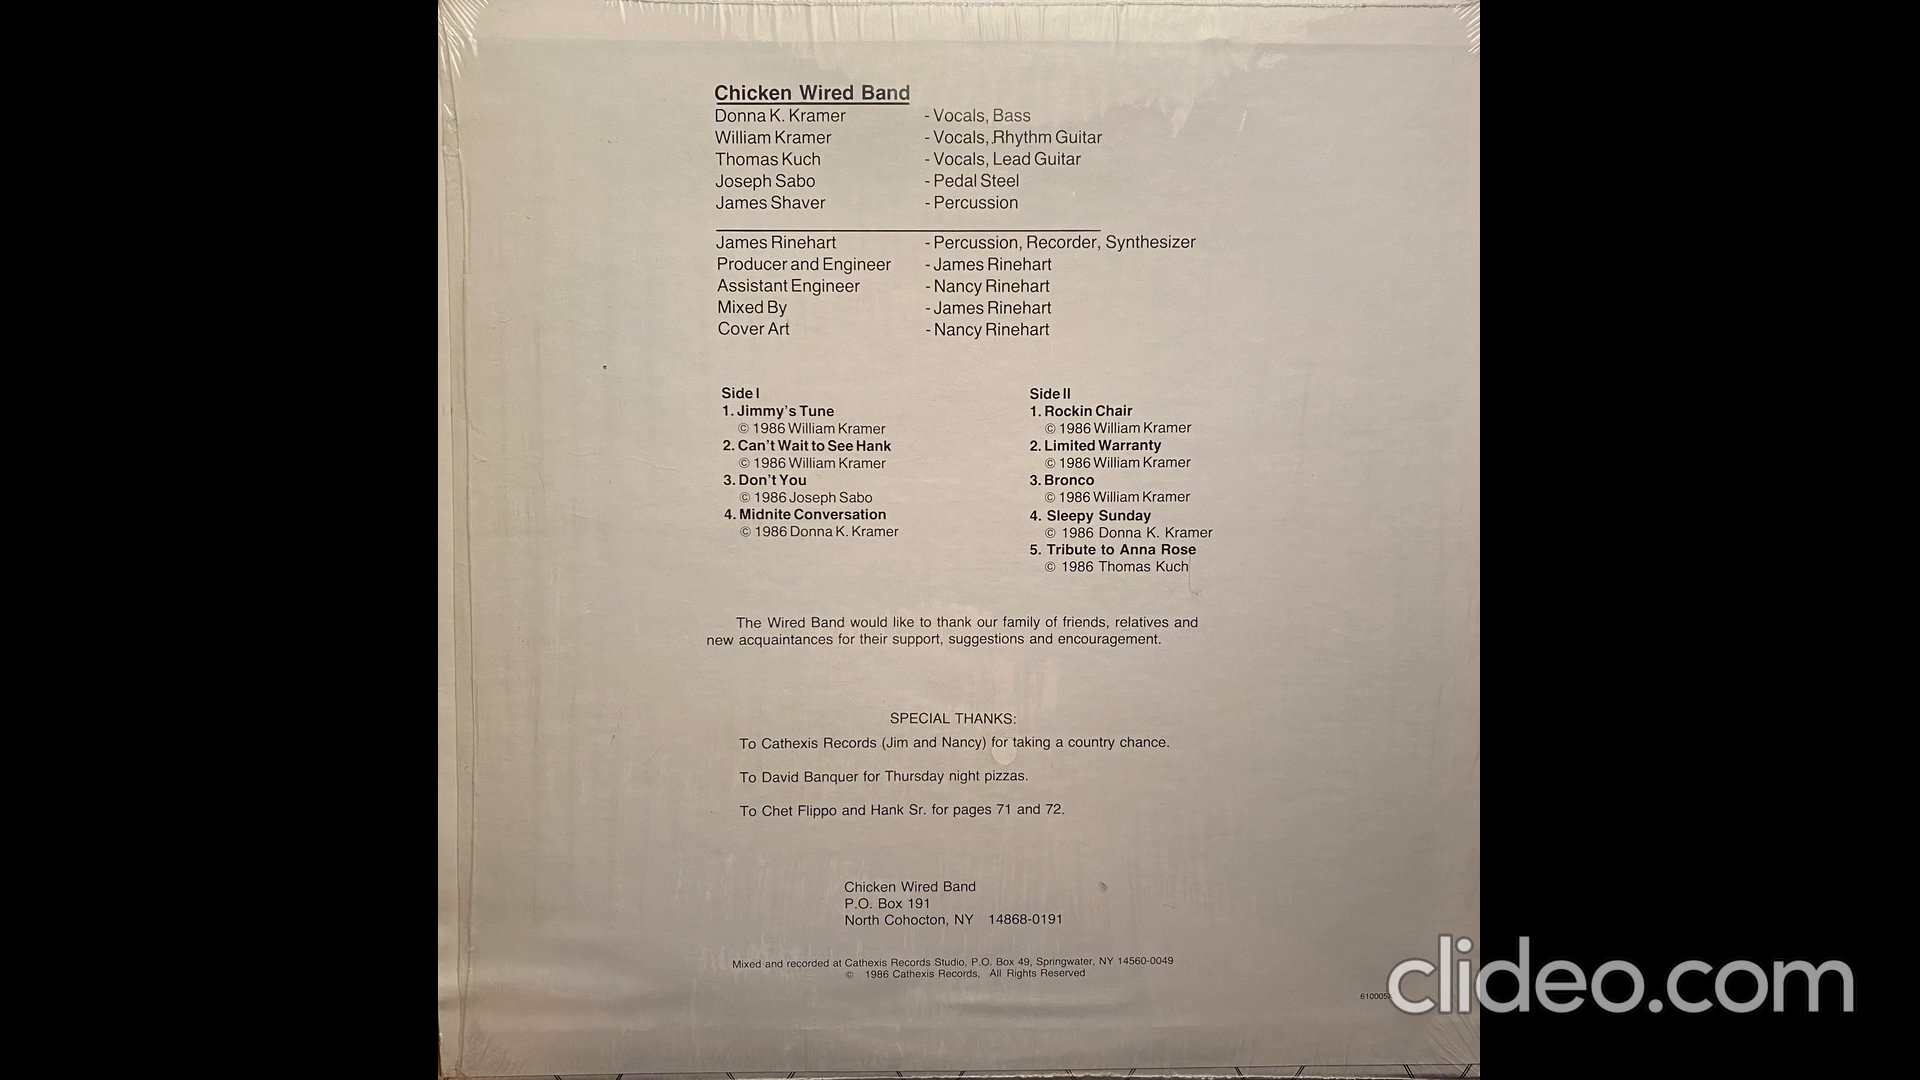 Chicken Wired Band
Donna K. Kramer - Vocals, Bass
William Kramer - Vocals, Rhythm Guitar
Thomas Kuch - Vocals, Lead Guitar
Joseph Sabo - Pedal Steel
James Shaver - Percussion
James Rinehart - Percussion, Recorder, Synthesizer
Producer and Engineer - James Rinehart
Assistant Engineer - Nancy Rinehart
Mixed By - James Rinehart
Cover Art - Nancy Rinehart
Side I
1. Jimmy's Tune
© 1986 William Kramer
2. Can't Wait to See Hank
© 1986 William Kramer
3. Don't You
© 1986 Joseph Sabo
4. Midnite Conversation
© 1986 Donna K. Kramer
Side II
1. Rockin Chair
© 1986 William Kramer
2. Limited Warranty
© 1986 William Kramer
3. Bronco
© 1986 William Kramer
4. Sleepy Sunday
© 1986 Donna K. Kramer
5. Tribute to Anna Rose
© 1986 Thomas Kuch
The Wired Band would like to thank our family of friends, relatives and
new acquaintances for their support, suggestions and encouragement.
SPECIAL THANKS:
To Cathexis Records (Jim and Nancy) for taking a country chance.
To David Banquer for Thursday night pizzas.
To Chet Flippo and Hank Sr. for pages 71 and 72.
Chicken Wired Band
P.O. Box 191
North Cohocton, NY 14868-0191
Mixed and recorded at Cathexis Records Studio, P.O. Box 49, Springwater, NY 14560-0049
© 1986 Cathexis Records, All Rights Reserved
clideo.com